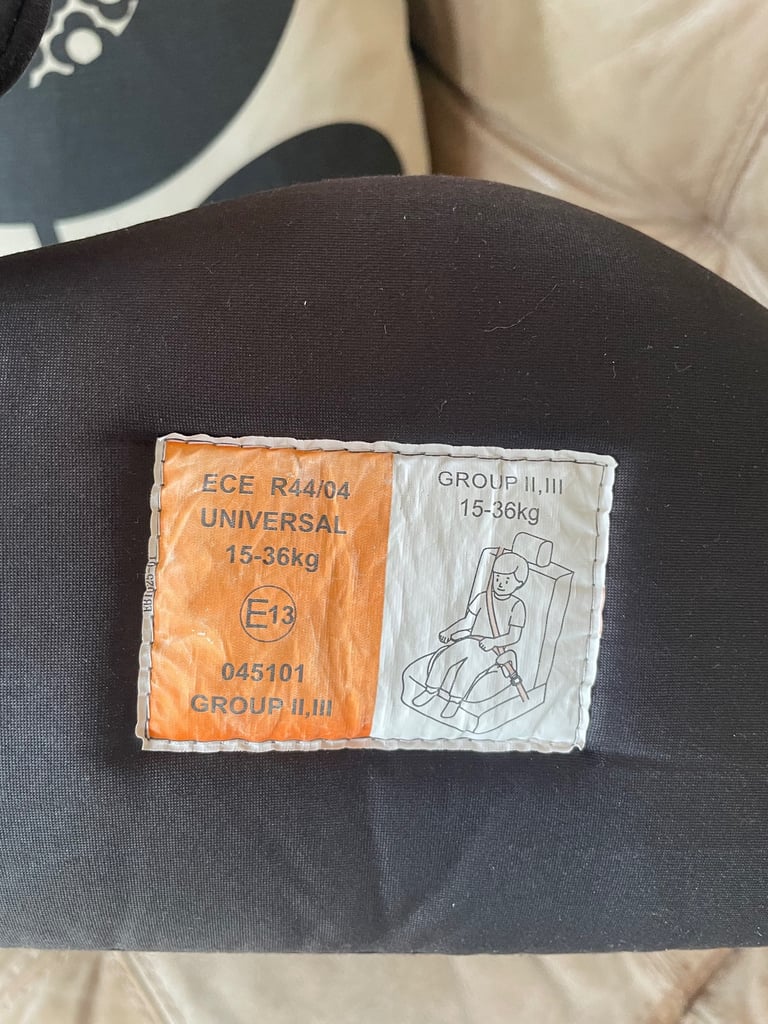 ECE R44/04
UNIVERSAL
15-36kg
E13
045101
GROUP II,III
GROUP II,III
15-36kg